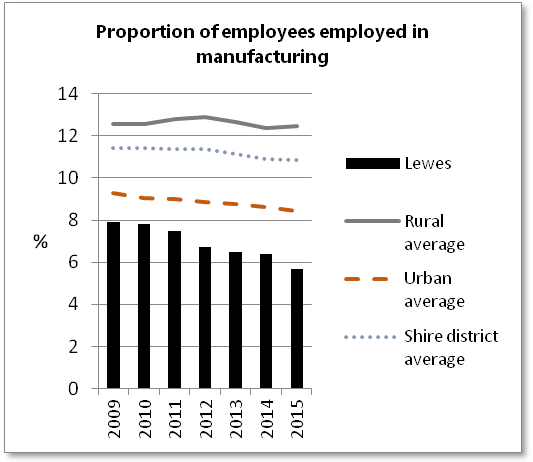 Proportion of employees employed in
manufacturing
14
12
10
8
6
4
2
0
%
2009
2010
2011
2012
2013
2014
2015
Lewes
Rural
average
Urban
average
Shire district
average